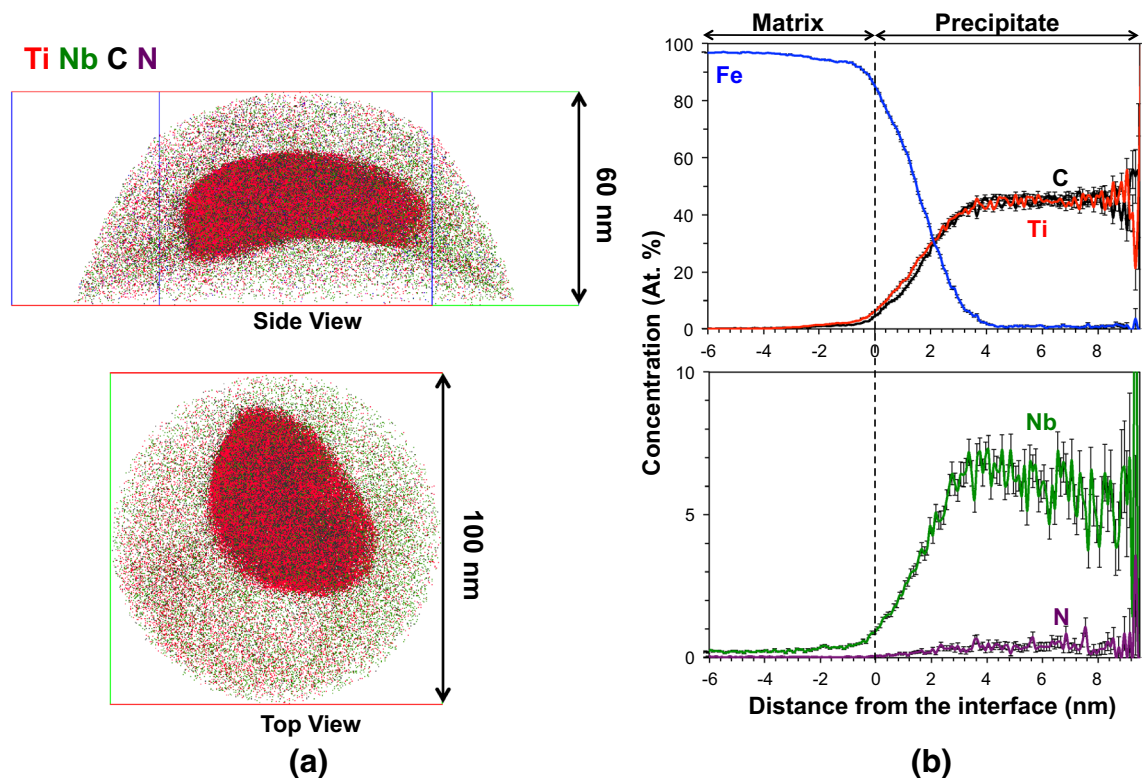 Ti Nb C N
60 nm
Side View
100 nm
Top View
(a)
Matrix
Precipitate
100
80
60
40
20
0
Fe
C
Ti
-6 -4 -2 0 2 4 6 8
Concentration (At. %)
10
5
0
Nb
N
-6 -4 -2 0 2 4 6 8
Distance from the interface (nm)
(b)